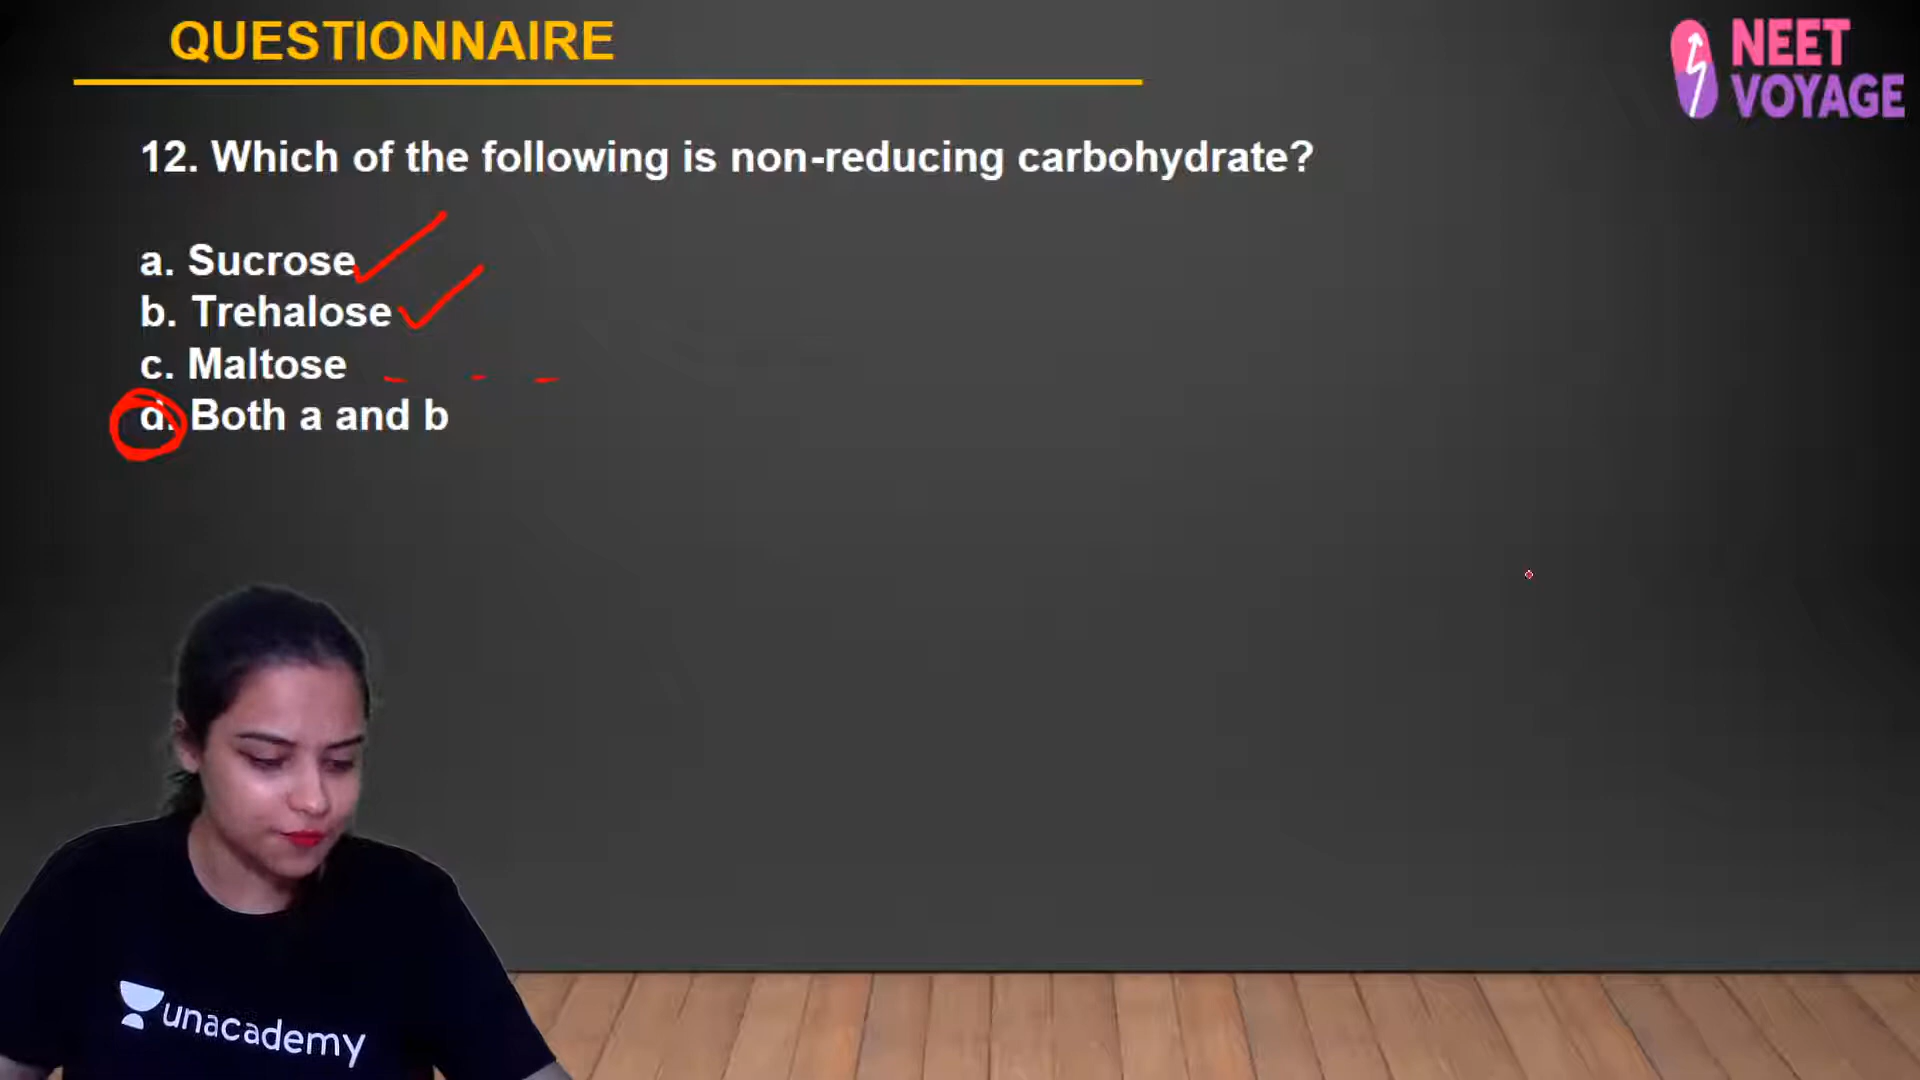 QUESTIONNAIRE
NEET
VOYAGE
12. Which of the following is non-reducing carbohydrate?
a. Sucrose
b. Trehalose
c. Maltose
d. Both a and b
unacademy